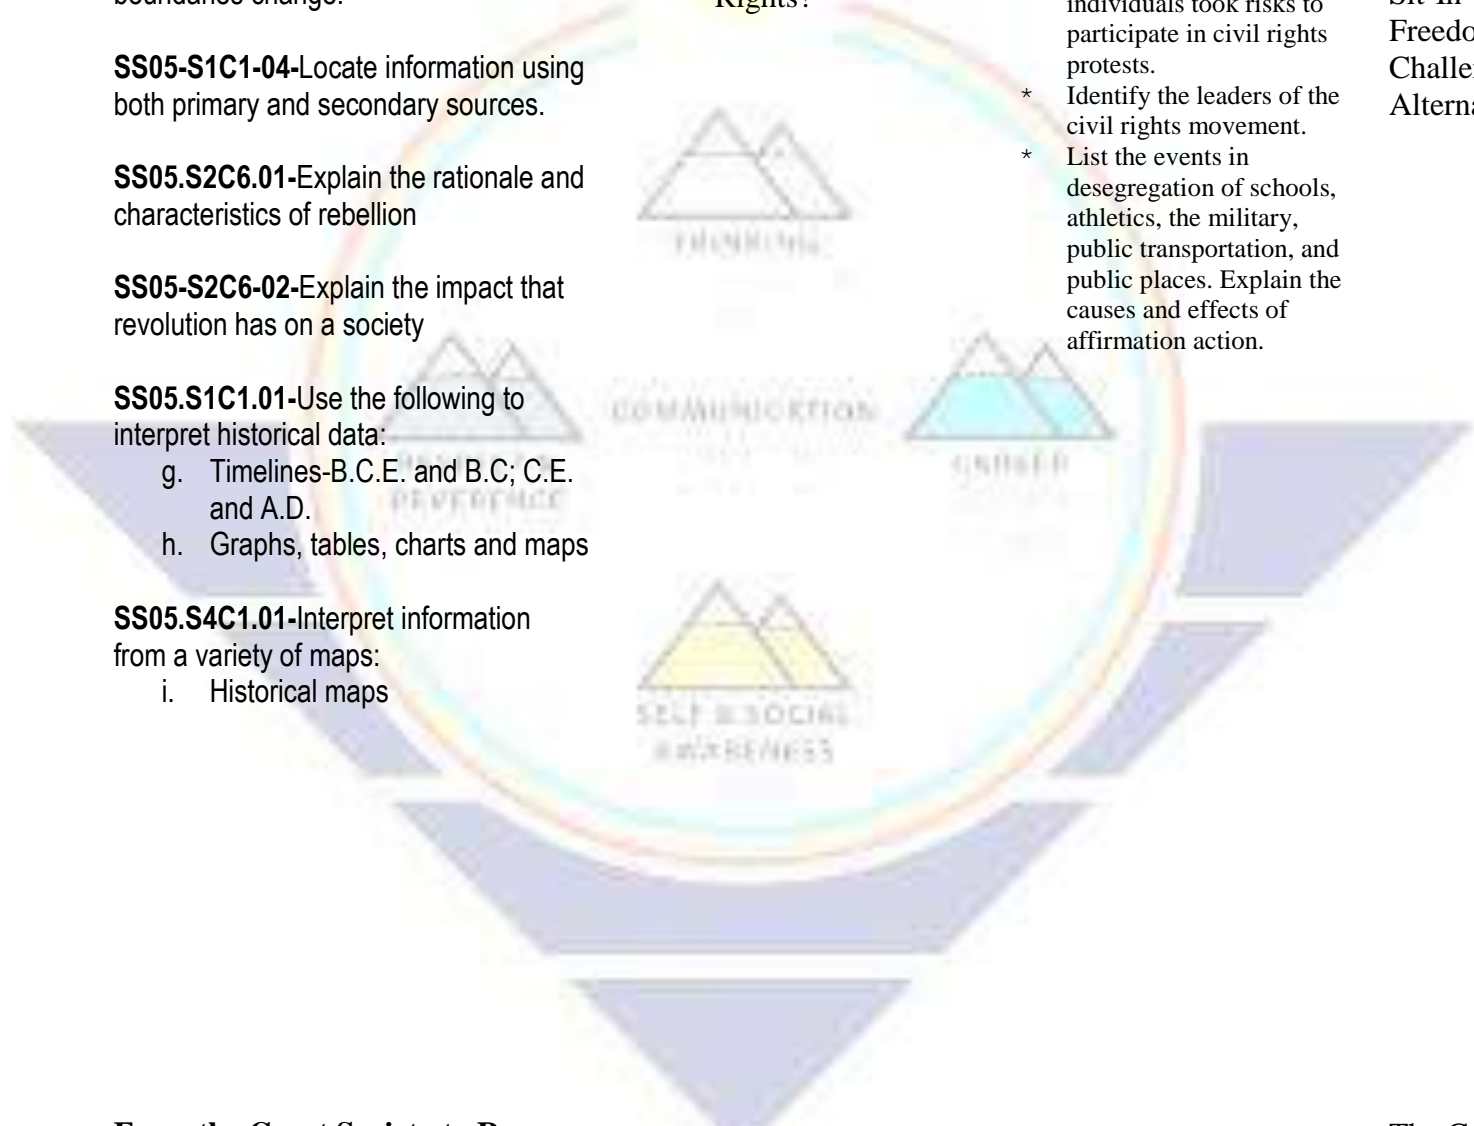 boundaries change.
SS05-S1C1-04-Locate information using
both primary and secondary sources.
SS05.S2C6.01-Explain the rationale and
characteristics of rebellion
SS05-S2C6-02-Explain the impact that
revolution has on a society
SS05.S1C1.01-Use the following to
interpret historical data:
g. Timelines-B.C.E. and B.C; C.E.
and A.D.
h. Graphs, tables, charts and maps
SS05.S4C1.01-Interpret information
from a variety of maps:
i. Historical maps
Rights?
individuals took risks to
participate in civil rights
protests.
* Identify the leaders of the
civil rights movement.
* List the events in
desegregation of schools,
athletics, the military,
public transportation, and
public places. Explain the
causes and effects of
affirmation action.
Sit-In
THINKING
COMMUNICATION
REVERENCE
CAREER
SELF & SOCIAL
AWARENESS